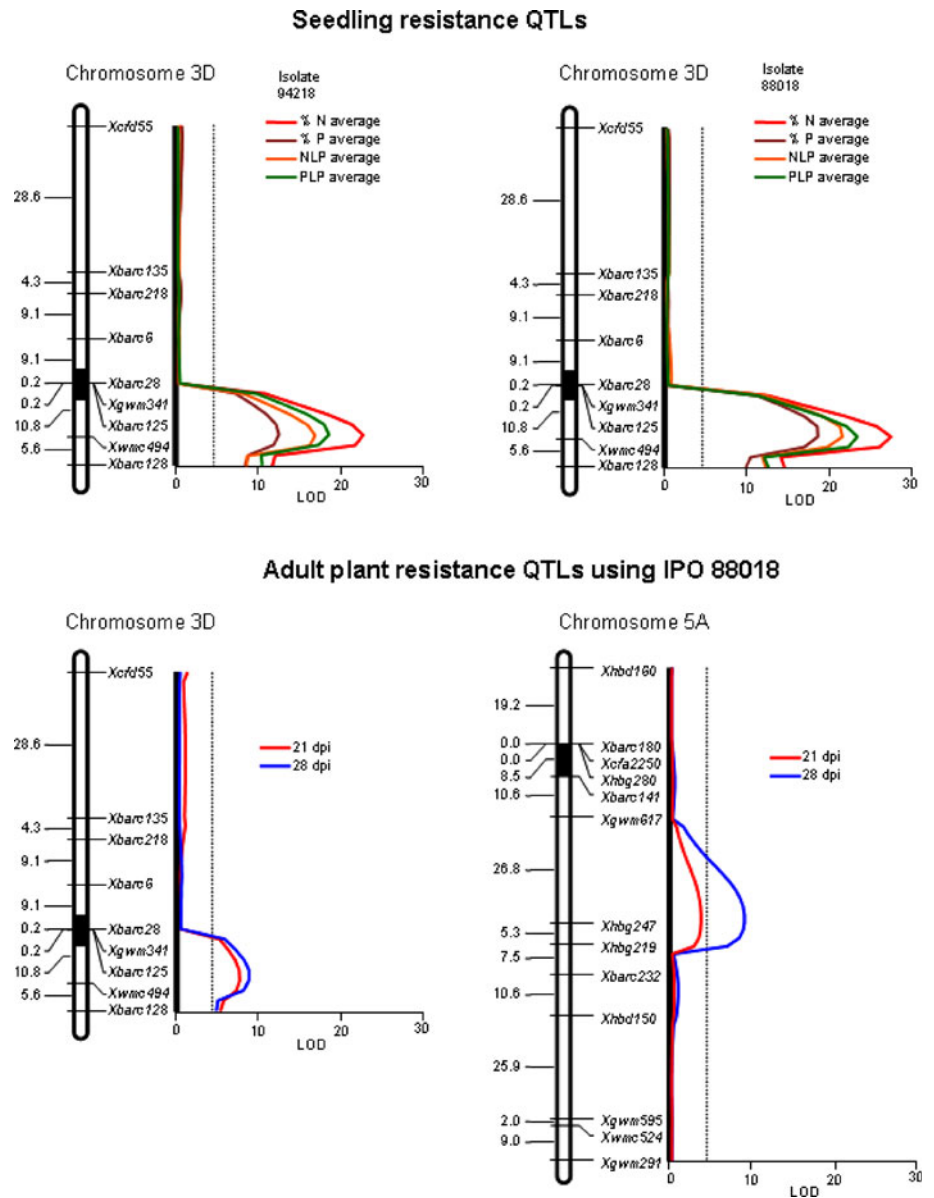 Seedling resistance QTLs
Chromosome 3D
Isolate
94218
% N average
% P average
NLP average
PLP average
Xcfd55
28.6
Xbarc135
4.3
Xbarc218
9.1
Xbarc6
9.1
0.2
Xbarc28
0.2
Xgwm341
10.8
Xbarc125
5.6
Xwmc494
Xbarc128
0
10
20
30
LOD
Chromosome 3D
Isolate
88018
% N average
% P average
NLP average
PLP average
Xcfd55
28.6
Xbarc135
4.3
Xbarc218
9.1
Xbarc6
9.1
0.2
Xbarc28
0.2
Xgwm341
10.8
Xbarc125
5.6
Xwmc494
Xbarc128
0
10
20
30
LOD
Adult plant resistance QTLs using IPO 88018
Chromosome 3D
21 dpi
28 dpi
Xcfd55
28.6
Xbarc135
4.3
Xbarc218
9.1
Xbarc6
9.1
0.2
Xbarc28
0.2
Xgwm341
10.8
Xbarc125
5.6
Xwmc494
Xbarc128
0
10
20
30
LOD
Chromosome 5A
21 dpi
28 dpi
Xhbd160
19.2
0.0
Xbarc180
0.0
Xcfa2250
8.5
Xhbg280
10.6
Xbarc141
Xgwm617
26.8
Xhbg247
5.3
Xhbg219
7.5
Xbarc232
10.6
Xhbd150
25.9
Xgwm595
2.0
Xwmc524
9.0
Xgwm291
0
10
20
30
LOD